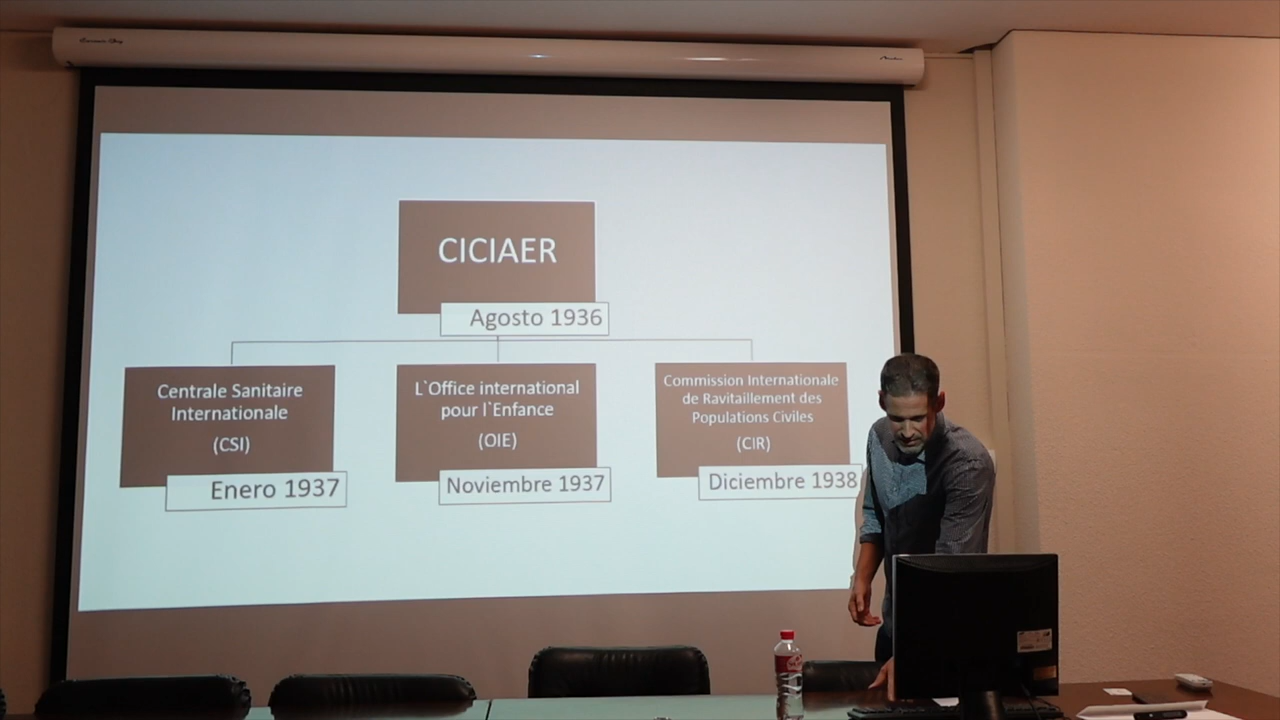 CICIAER
Agosto 1936
Centrale Sanitaire
Internationale
(CSI)
Enero 1937
L`Office international
pour l`Enfance
(OIE)
Noviembre 1937
Commission Internationale
de Ravitaillement des
Populations Civiles
(CIR)
Diciembre 1938